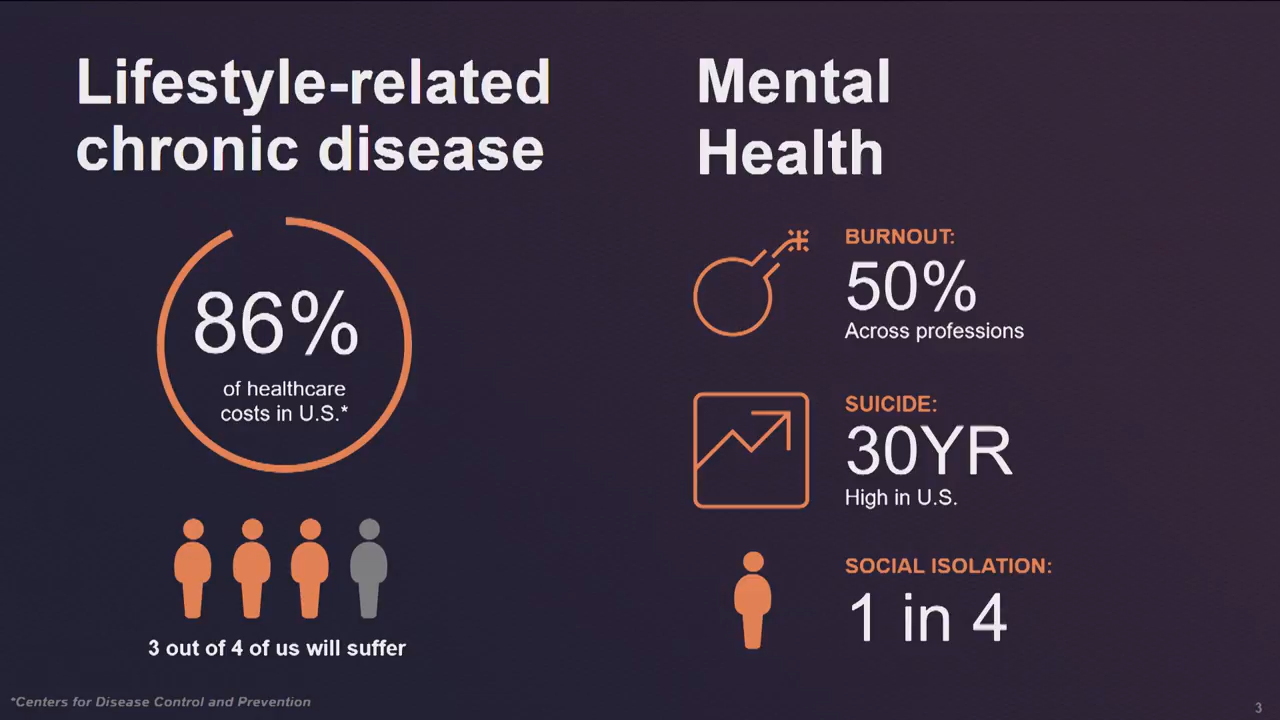 Lifestyle-related
chronic disease
86%
of healthcare
costs in U.S.*
3 out of 4 of us will suffer
Mental
Health
BURNOUT:
50%
Across professions
SUICIDE:
30YR
High in U.S.
SOCIAL ISOLATION:
1 in 4
*Centers for Disease Control and Prevention
3